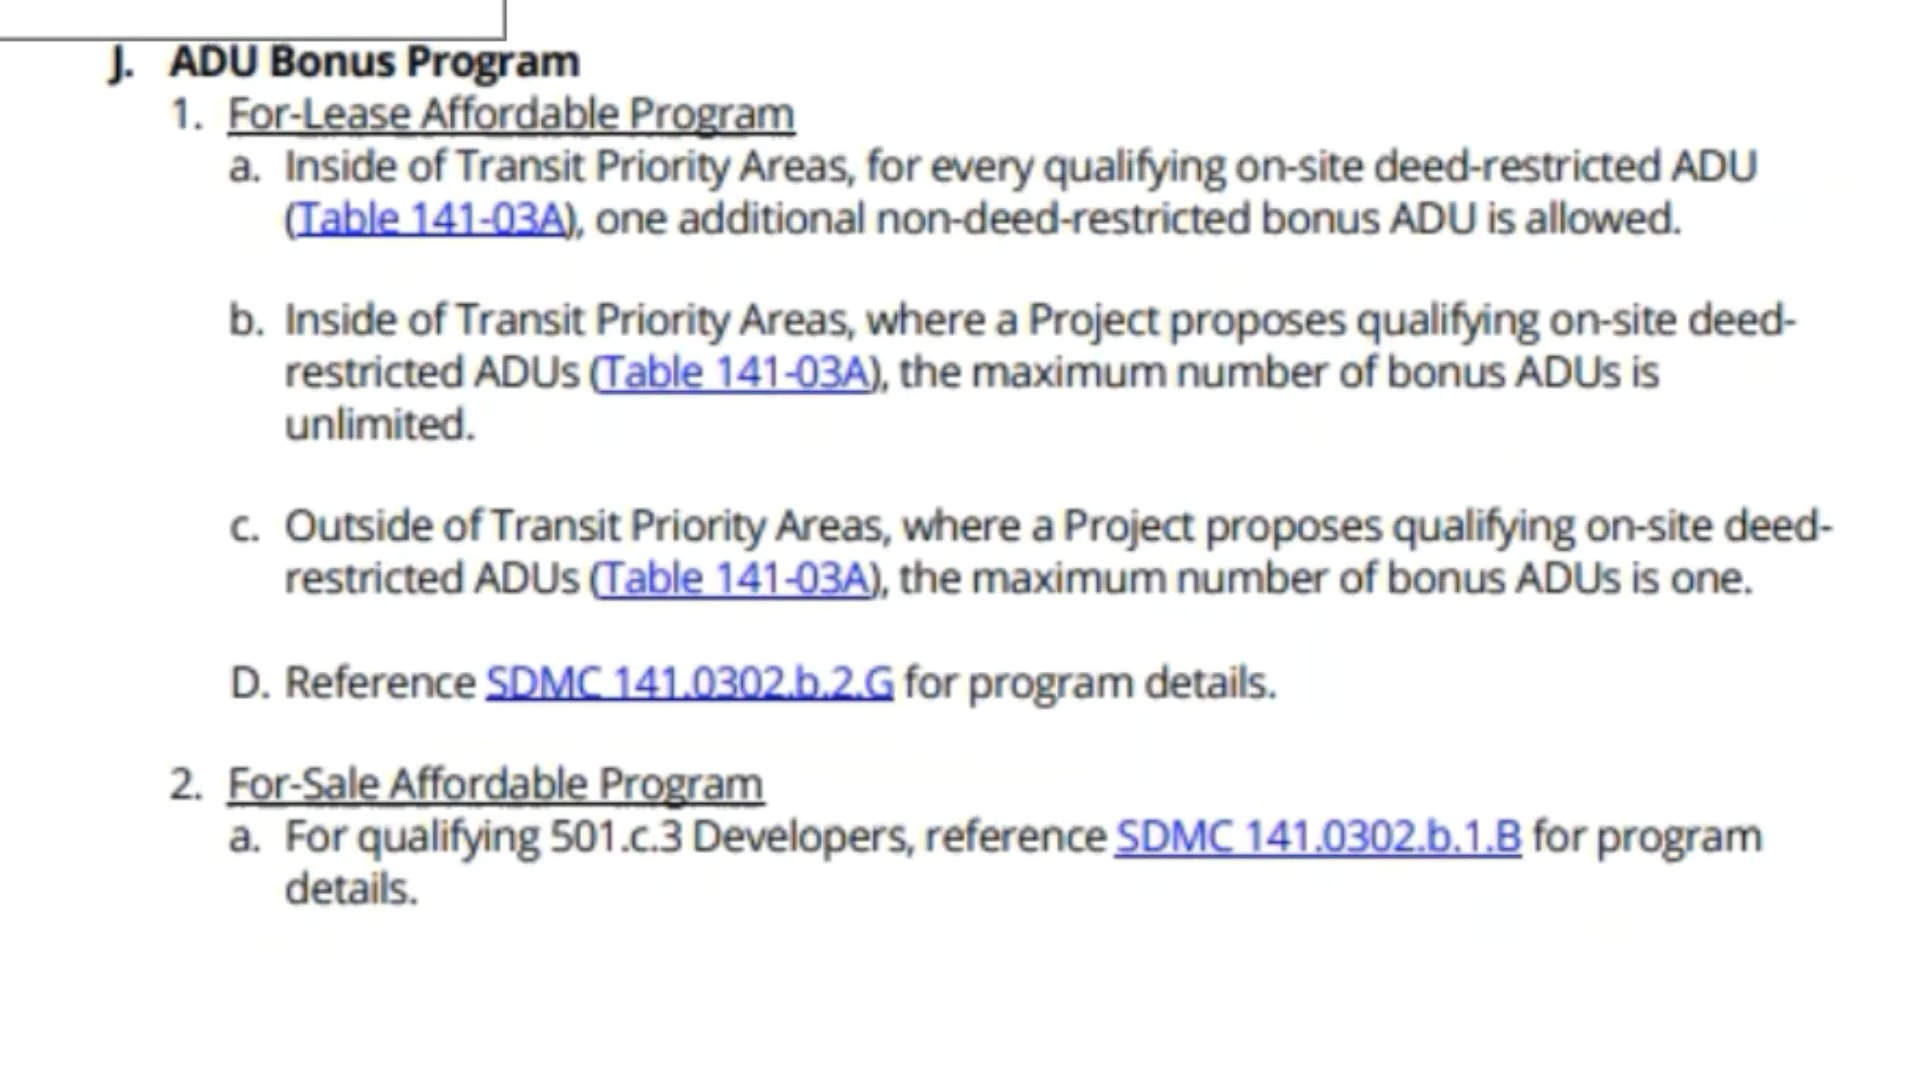 J. ADU Bonus Program
1. For-Lease Affordable Program
a. Inside of Transit Priority Areas, for every qualifying on-site deed-restricted ADU
(Table 141-03A), one additional non-deed-restricted bonus ADU is allowed.
b. Inside of Transit Priority Areas, where a Project proposes qualifying on-site deed-
restricted ADUs (Table 141-03A), the maximum number of bonus ADUs is
unlimited.
c. Outside of Transit Priority Areas, where a Project proposes qualifying on-site deed-
restricted ADUs (Table 141-03A), the maximum number of bonus ADUs is one.
D. Reference SDMC 141.0302.b.2.G for program details.
2. For-Sale Affordable Program
a. For qualifying 501.c.3 Developers, reference SDMC 141.0302.b.1.B for program
details.